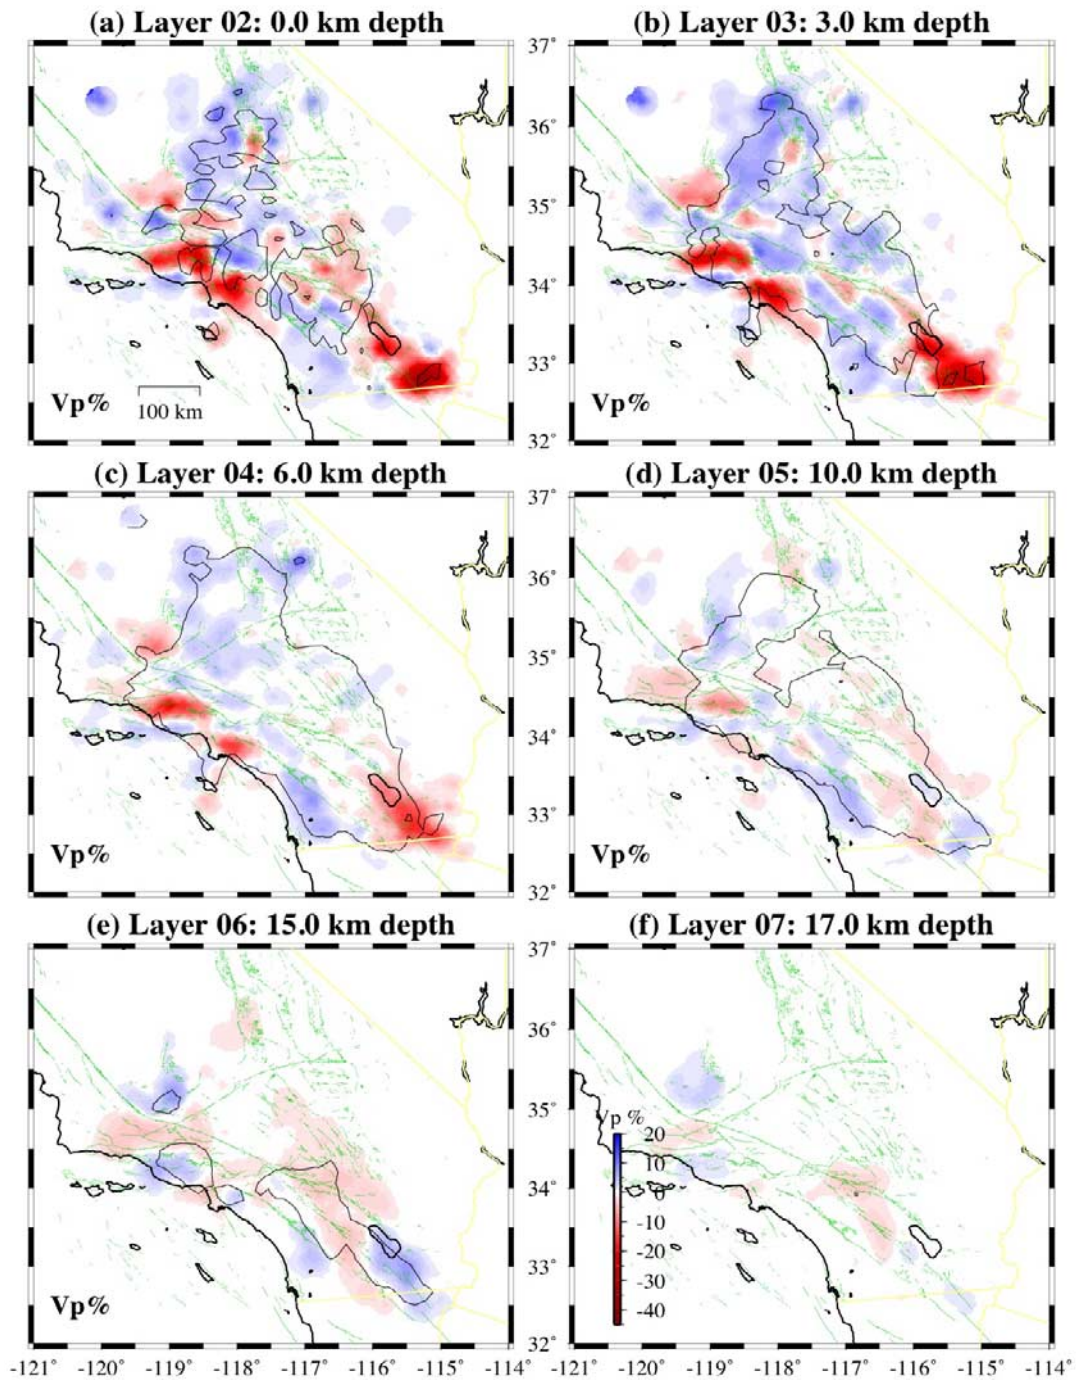 (a) Layer 02: 0.0 km depth
(b) Layer 03: 3.0 km depth
37°
36°
35°
34°
33°
32°
100 km
Vp%
Vp%
(c) Layer 04: 6.0 km depth
(d) Layer 05: 10.0 km depth
37°
36°
35°
34°
33°
32°
Vp%
Vp%
(e) Layer 06: 15.0 km depth
(f) Layer 07: 17.0 km depth
37°
36°
35°
34°
33°
32°
Vp%
Vp %
20
10
0
-10
-20
-30
-40
-121° -120° -119° -118° -117° -116° -115° -114°
-121° -120° -119° -118° -117° -116° -115° -114°